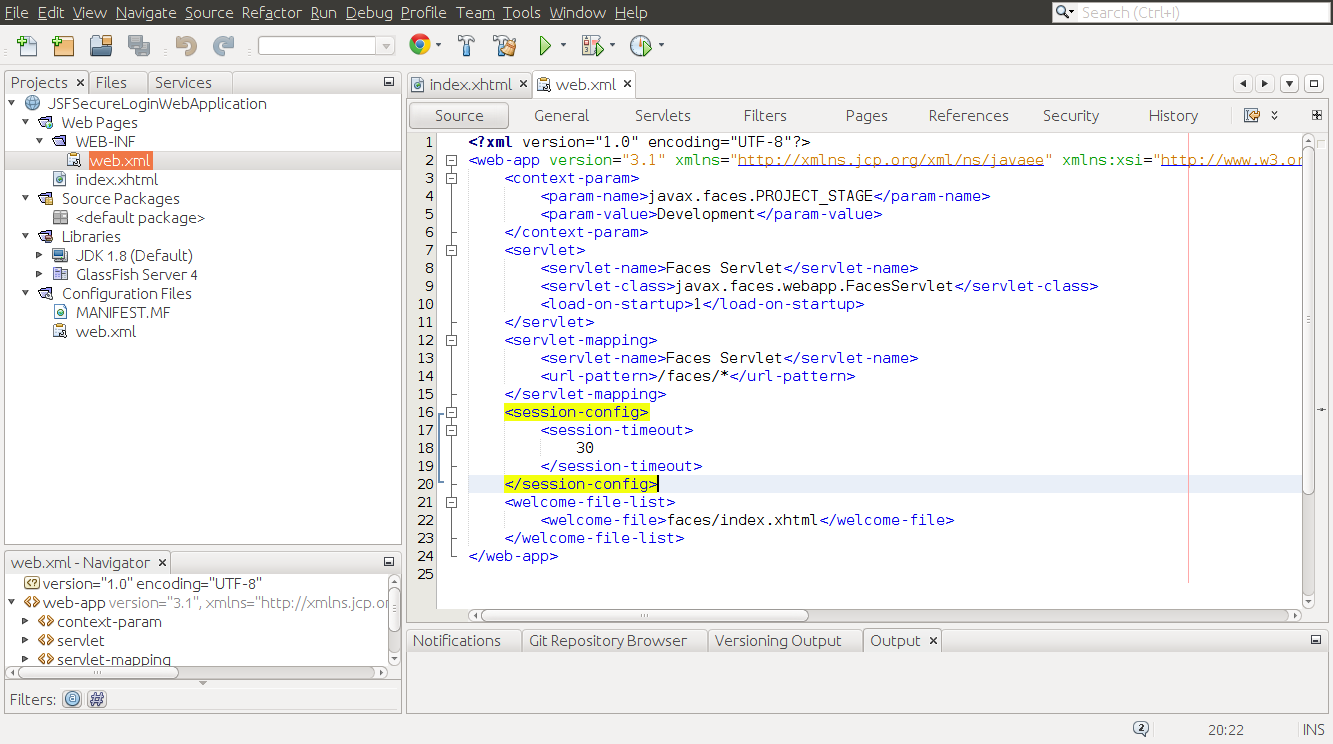 File Edit View Navigate Source Refactor Run Debug Profile Team Tools Window Help
Search (Ctrl+I)
Projects Files Services
JSFSecureLoginWebApplication
Web Pages
WEB-INF
web.xml
index.xhtml
Source Packages
<default package>
Libraries
JDK 1.8 (Default)
GlassFish Server 4
Configuration Files
MANIFEST.MF
web.xml
web.xml - Navigator
version="1.0" encoding="UTF-8"
web-app version="3.1", xmlns="http://xmlns.jcp.or
context-param
servlet
servlet-mapping
Filters:
index.xhtml web.xml
Source General Servlets Filters Pages References Security History
1 <?xml version="1.0" encoding="UTF-8"?>
2 <web-app version="3.1" xmlns="http://xmlns.jcp.org/xml/ns/javaee" xmlns:xsi="http://www.w3.or
3 <context-param>
4 <param-name>javax.faces.PROJECT_STAGE</param-name>
5 <param-value>Development</param-value>
6 </context-param>
7 <servlet>
8 <servlet-name>Faces Servlet</servlet-name>
9 <servlet-class>javax.faces.webapp.FacesServlet</servlet-class>
10 <load-on-startup>1</load-on-startup>
11 </servlet>
12 <servlet-mapping>
13 <servlet-name>Faces Servlet</servlet-name>
14 <url-pattern>/faces/*</url-pattern>
15 </servlet-mapping>
16 <session-config>
17 <session-timeout>
18 30
19 </session-timeout>
20 </session-config>
21 <welcome-file-list>
22 <welcome-file>faces/index.xhtml</welcome-file>
23 </welcome-file-list>
24 </web-app>
25
Notifications Git Repository Browser Versioning Output Output
2 20:22 INS